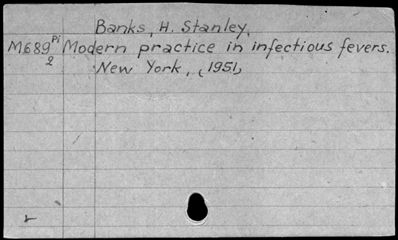 Banks, H. Stanley,
M689 Pi Modern practice in infectious fevers.
2 New York, (1951)